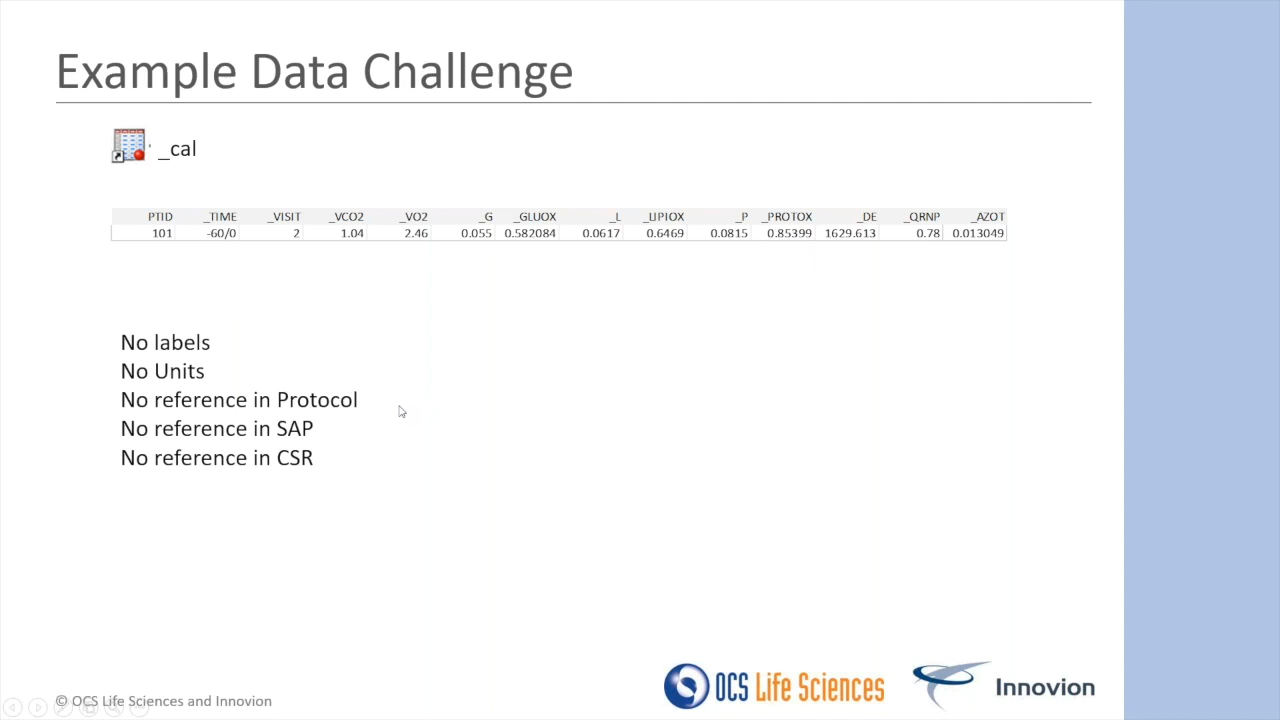 Example Data Challenge
_cal
PTID _TIME _VISIT _VCO2 _VO2 _G _GLUOX _L _LIPIOX _P _PROTOX _DE _QRNP _AZOT
101 -60/0 2 1.04 2.46 0.055 0.582084 0.0617 0.6469 0.0815 0.85399 1629.613 0.78 0.013049
No labels
No Units
No reference in Protocol
No reference in SAP
No reference in CSR
OCS Life Sciences
Innovion
© OCS Life Sciences and Innovion